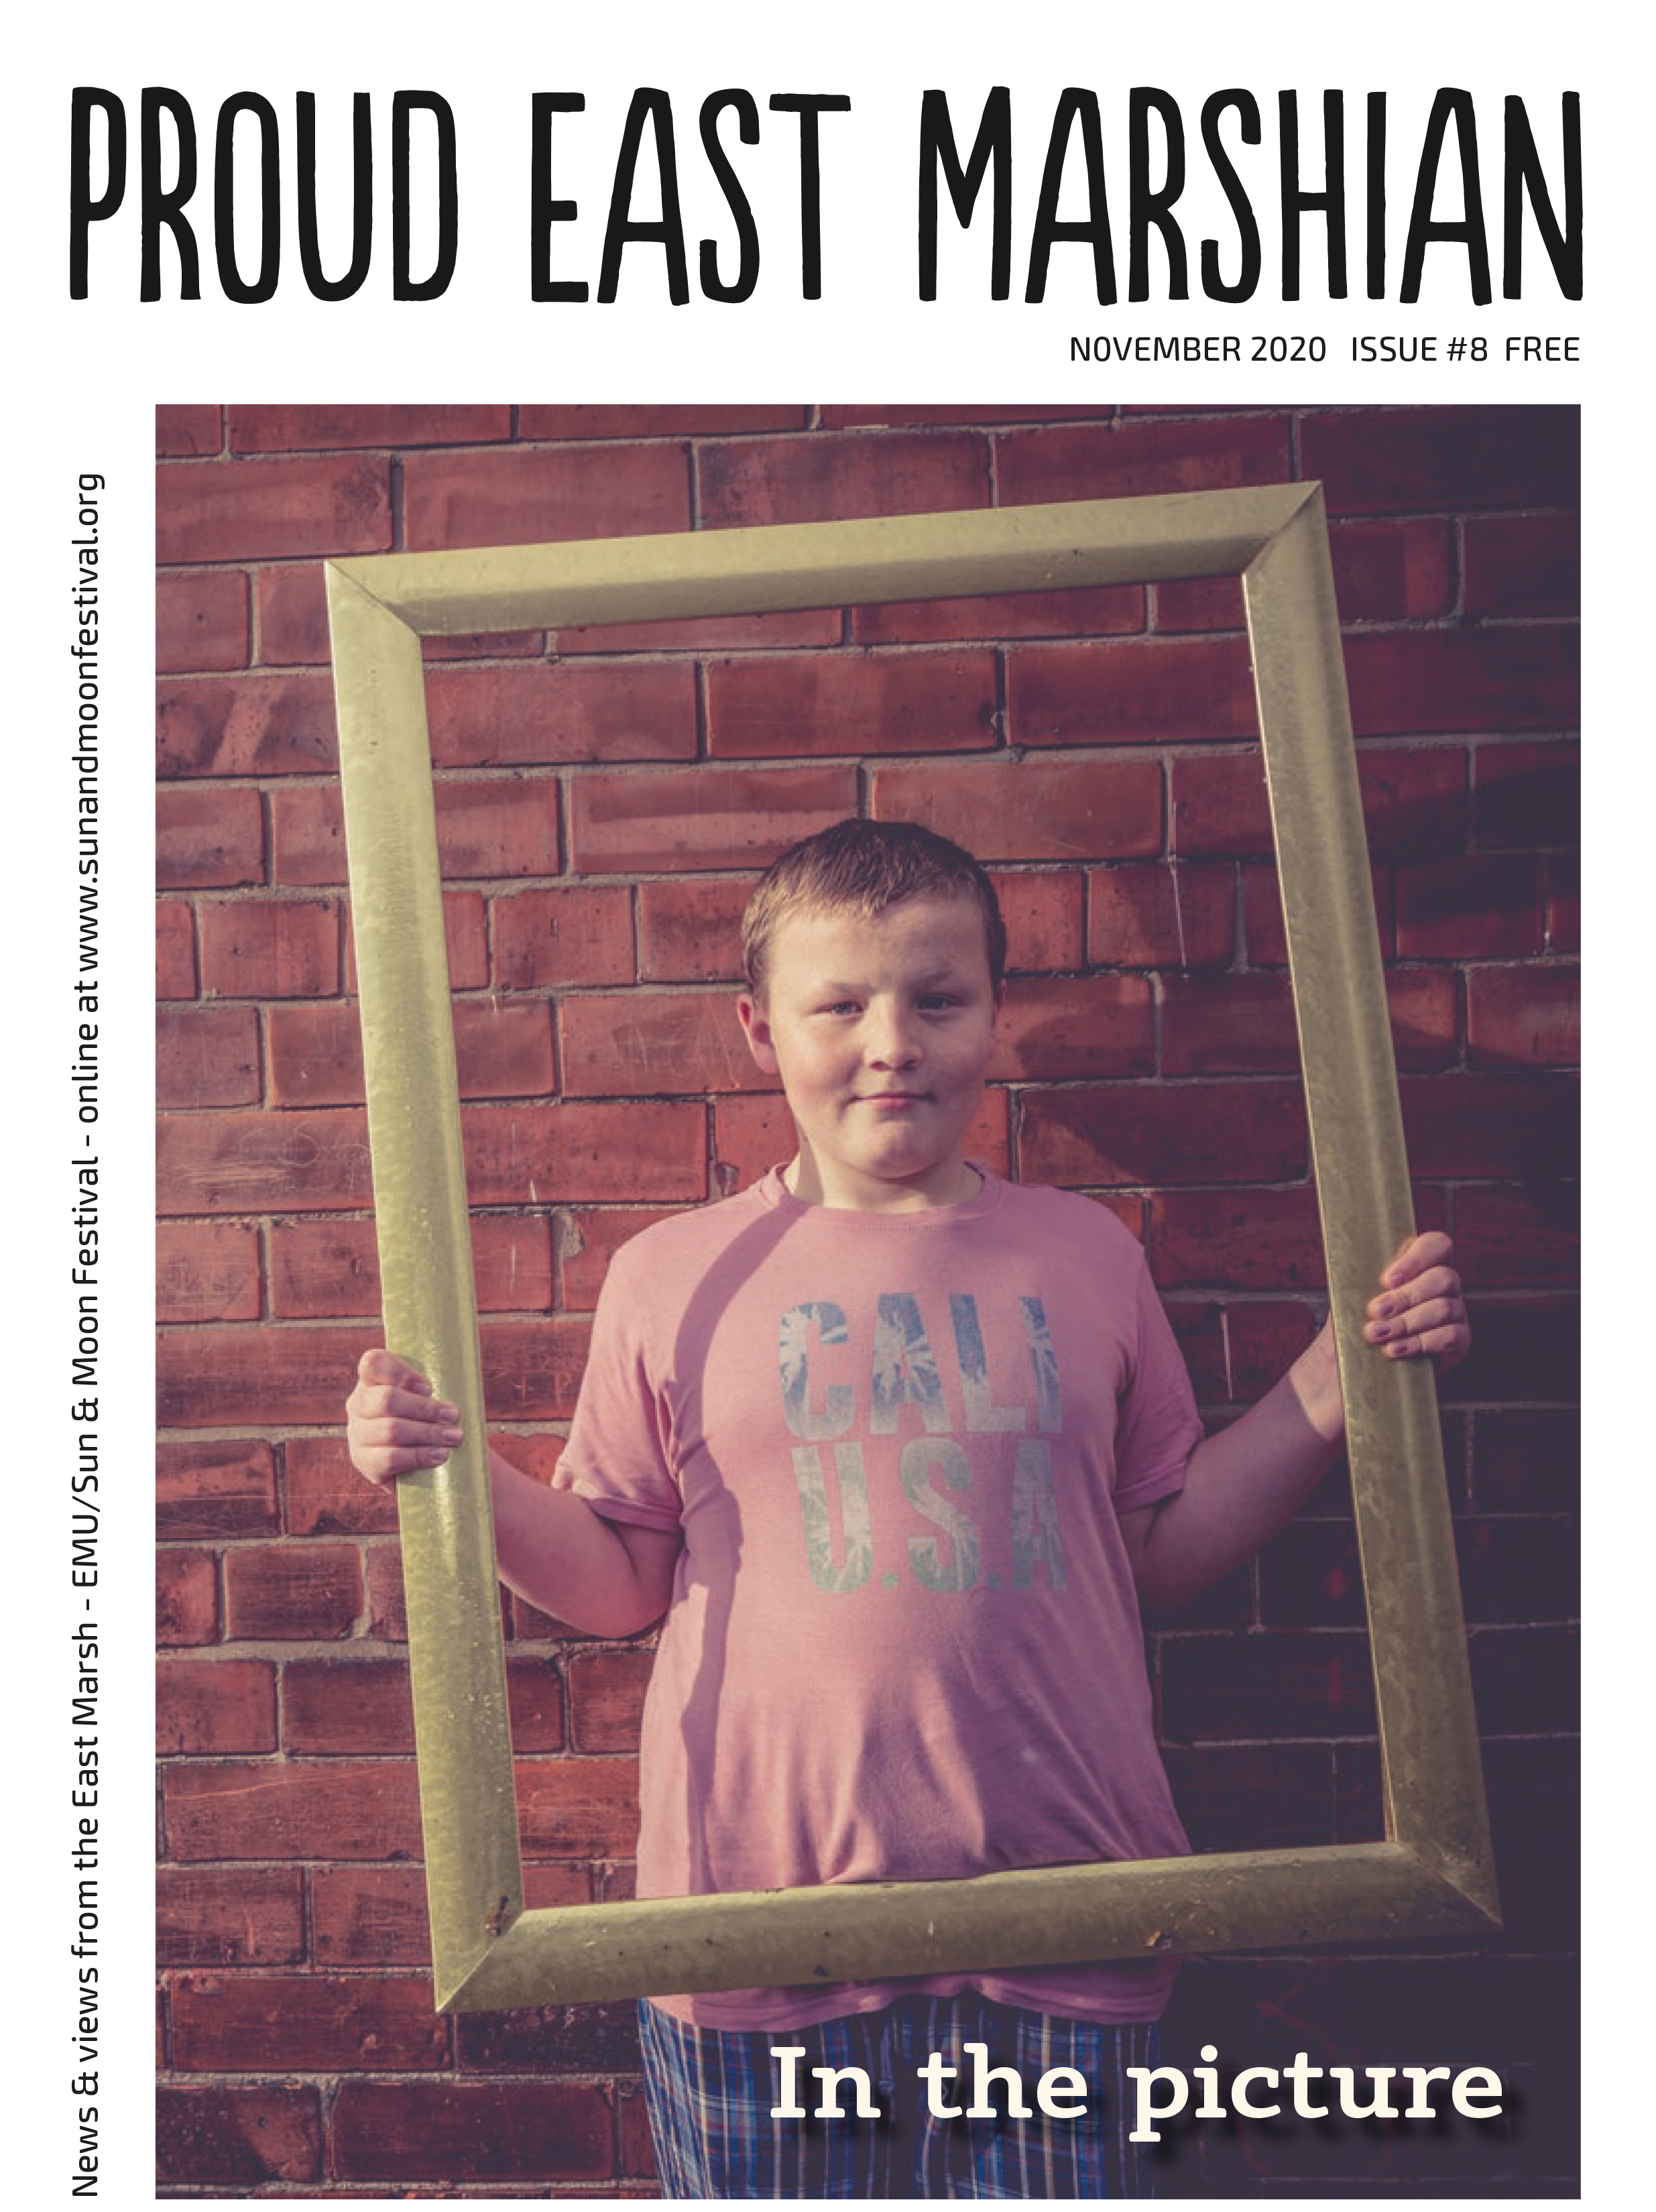 PROUD EAST MARSHIAN
NOVEMBER 2020 ISSUE #8 FREE
News & views from the East Marsh - EMU/Sun & Moon Festival - online at www.sunandmoonfestival.org
CALI
U.S.A
In the picture